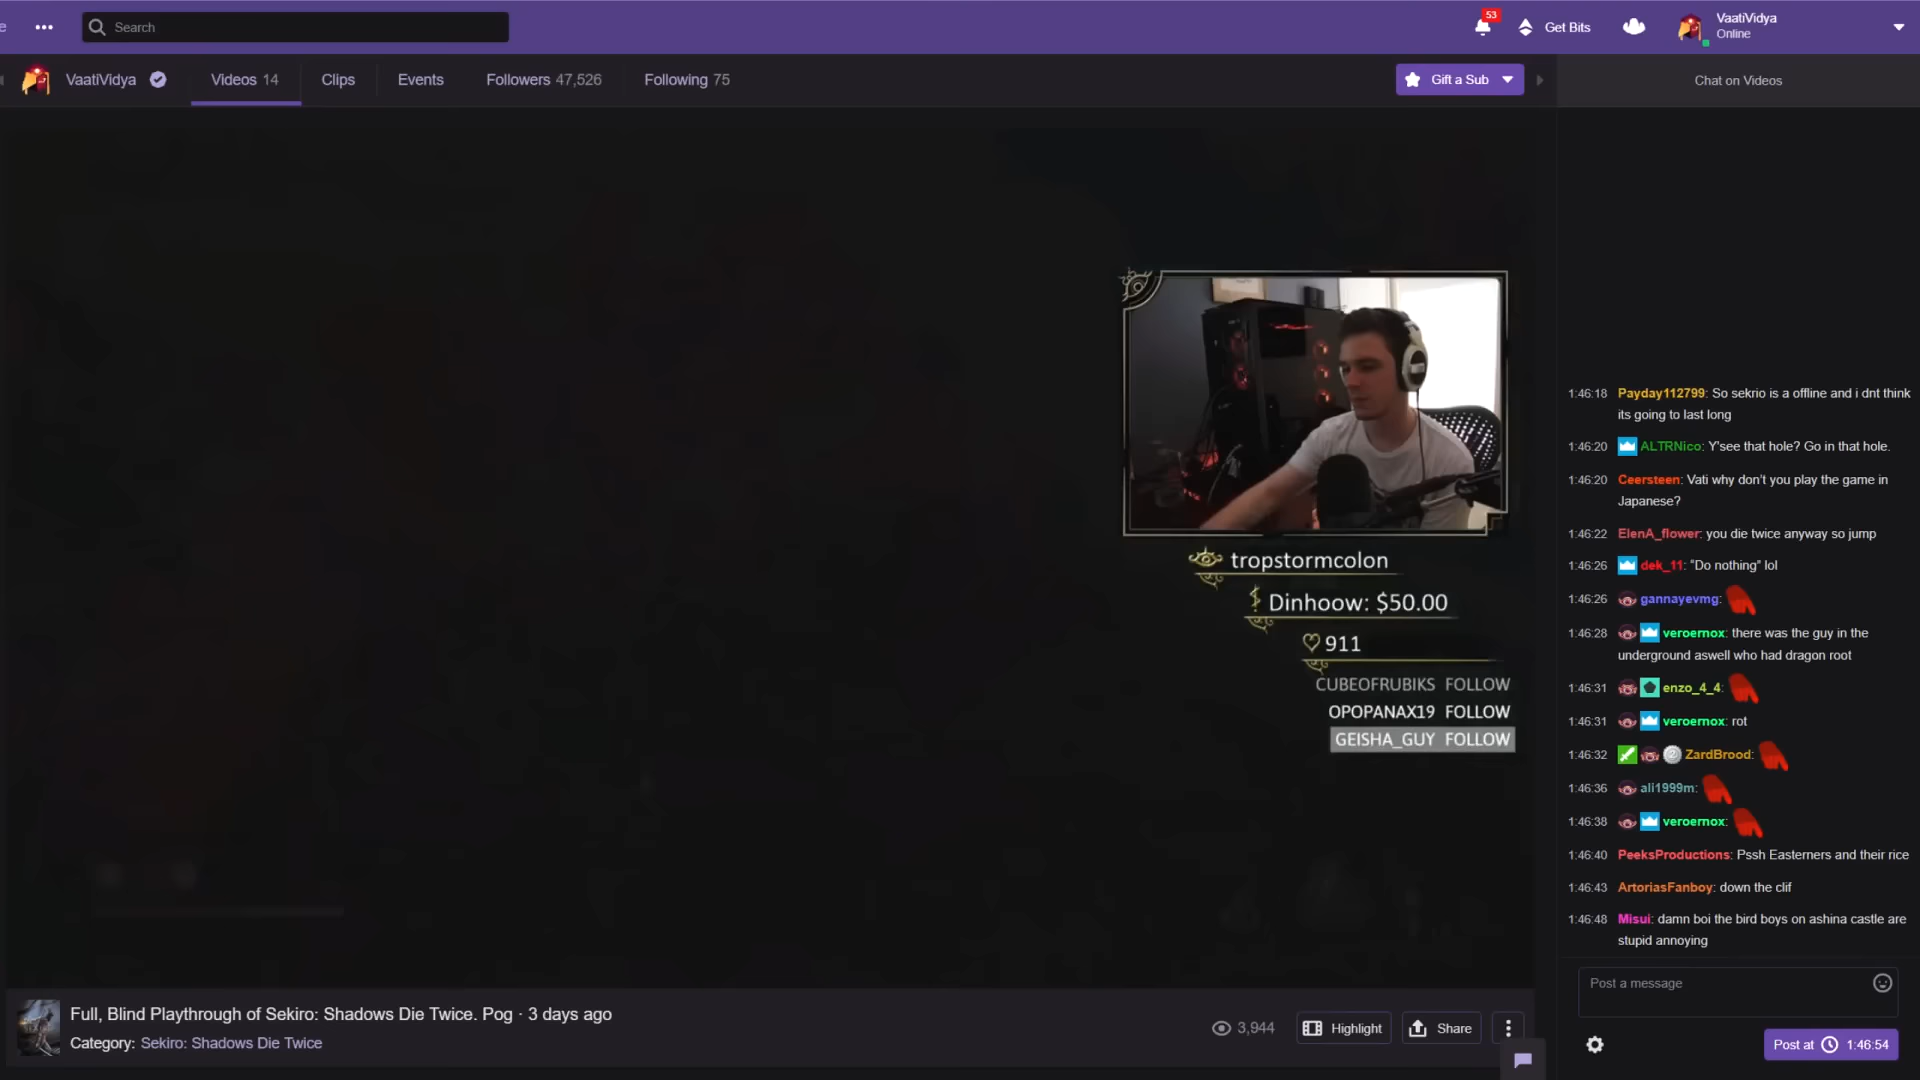 e
Search
53
Get Bits
VaatiVidya
Online
VaatiVidya
Videos 14
Clips
Events
Followers 47,526
Following 75
Gift a Sub
Chat on Videos
tropstormcolon
Dinhoow: $50.00
911
CUBEOFRUBIKS FOLLOW
OPOPANAX19 FOLLOW
GEISHA_GUY FOLLOW
1:46:18 Payday112799: So sekrio is a offline and i dnt think
its going to last long
1:46:20 ALTRNico: Y'see that hole? Go in that hole.
1:46:20 Ceersteen: Vati why don't you play the game in
Japanese?
1:46:22 ElenA_flower: you die twice anyway so jump
1:46:26 dek_11: "Do nothing" lol
1:46:26 gannayevmg:
1:46:28 veroernox: there was the guy in the
underground aswell who had dragon root
1:46:31 enzo_4_4:
1:46:31 veroernox: rot
1:46:32 ZardBrood:
1:46:36 ali1999m:
1:46:38 veroernox:
1:46:40 PeeksProductions: Pssh Easterners and their rice
1:46:43 ArtoriasFanboy: down the clif
1:46:48 Misui: damn boi the bird boys on ashina castle are
stupid annoying
Post a message
Post at 1:46:54
Full, Blind Playthrough of Sekiro: Shadows Die Twice. Pog · 3 days ago
Category: Sekiro: Shadows Die Twice
3,944
Highlight
Share